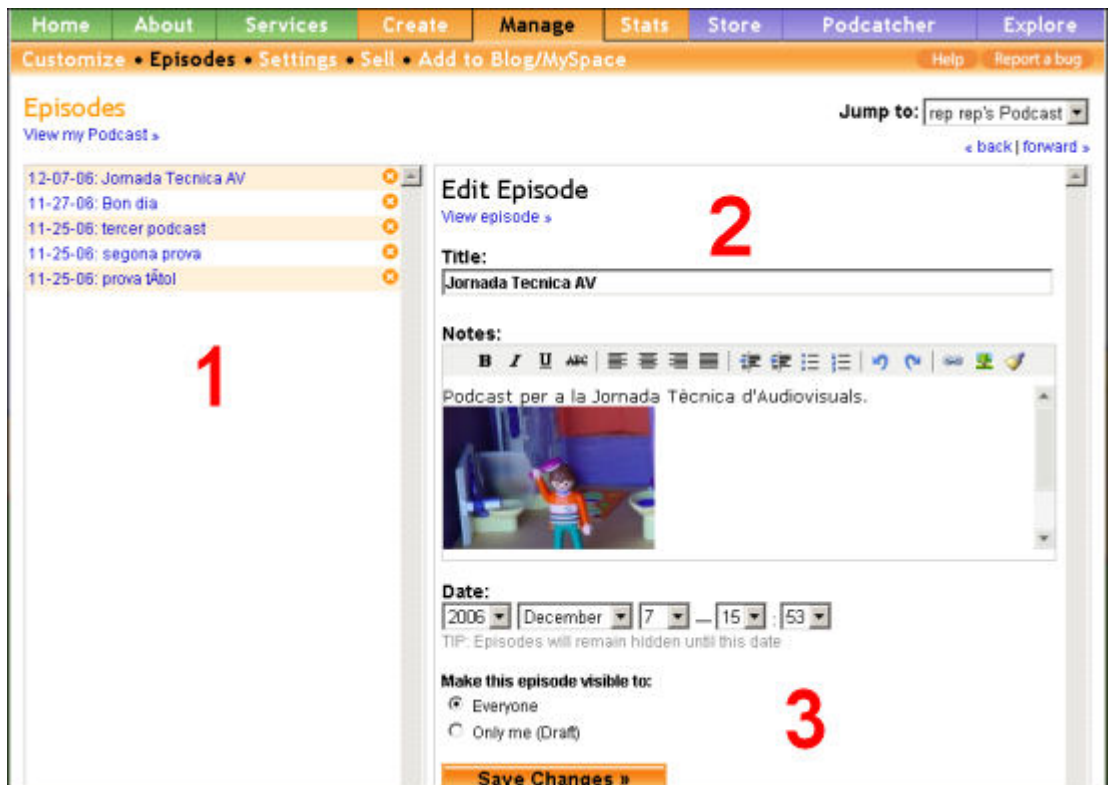 Home About Services Create Manage Stats Store Podcatcher Explore
Customize • Episodes • Settings • Sell • Add to Blog/MySpace Help Report a bug
Episodes
View my Podcast »
Jump to: rep rep's Podcast
« back | forward »
12-07-06: Jornada Tecnica AV
11-27-06: Bon dia
11-25-06: tercer podcast
11-25-06: segona prova
11-25-06: prova tÃtol
1
Edit Episode
View episode »
2
Title:
Jornada Tecnica AV
Notes:
B I U ABC
Podcast per a la Jornada Tècnica d'Audiovisuals.
Date:
2006 December 7 — 15 : 53
TIP: Episodes will remain hidden until this date
Make this episode visible to:
Everyone
Only me (Draft)
3
Save Changes »